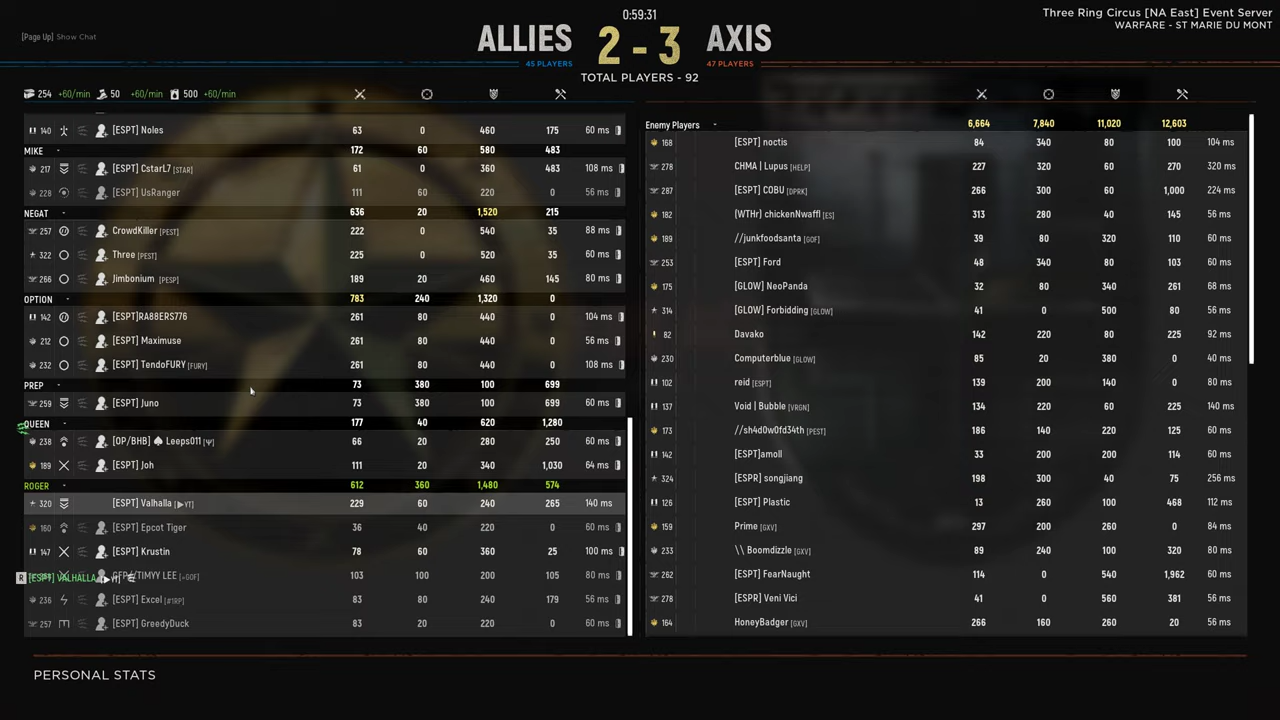 [Page Up] Show Chat
0:59:31
ALLIES 2 - 3 AXIS
45 PLAYERS
47 PLAYERS
TOTAL PLAYERS - 92
Three Ring Circus [NA East] Event Server
WARFARE - ST MARIE DU MONT
254 +60/min 50 +60/min 500 +60/min
140 [ESPT] Noles 63 0 460 175 60 ms
MIKE - 172 60 580 483
217 [ESPT] CstarL7 [STAR] 61 0 360 483 108 ms
228 [ESPT] UsRanger 111 60 220 0 56 ms
NEGAT - 636 20 1,520 215
257 CrowdKiller [PEST] 222 0 540 35 88 ms
322 Three [PEST] 225 0 520 35 60 ms
266 Jimbonium [PESP] 189 20 460 145 80 ms
OPTION - 783 240 1,320 0
142 [ESPT]RA88ERS776 261 80 440 0 104 ms
212 [ESPT] Maximuse 261 80 440 0 56 ms
232 [ESPT] TendoFURY [FURY] 261 80 440 0 108 ms
PREP - 73 380 100 699
259 [ESPT] Juno 73 380 100 699 60 ms
QUEEN - 177 40 620 1,280
238 [OP/BHB] ♠ Leeps011 [Ψ] 66 20 280 250 60 ms
189 [ESPT] Joh 111 20 340 1,030 64 ms
ROGER - 612 360 1,480 574
320 [ESPT] Valhalla [▶YT] 229 60 240 265 140 ms
160 [ESPT] Epcot Tiger 36 40 220 0 60 ms
147 [ESPT] Krustin 78 60 360 25 100 ms
R [ESPT] VALHALLA
TIMYY LEE [=GOF] 103 100 200 105 80 ms
236 [ESPT] Excel [#1RP] 83 80 240 179 56 ms
257 [ESPT] GreedyDuck 83 20 220 0 60 ms
Enemy Players - 6,664 7,840 11,020 12,603
168 [ESPT] noctis 84 340 80 100 104 ms
278 CHMA | Lupus [HELP] 227 320 60 270 320 ms
287 [ESPT] COBU [DPRK] 266 300 60 1,000 224 ms
182 (WTHr) chickenNwaffl [ES] 313 280 40 145 56 ms
189 //junkfoodsanta [GOF] 39 80 320 110 60 ms
253 [ESPT] Ford 48 340 80 103 60 ms
175 [GLOW] NeoPanda 32 80 340 261 68 ms
314 [GLOW] Forbidding [GLOW] 41 0 500 80 56 ms
82 Davako 142 220 80 225 92 ms
230 Computerblue [GLOW] 85 20 380 0 40 ms
102 reid [ESPT] 139 200 140 0 80 ms
137 Void | Bubble [VRGN] 134 220 60 225 140 ms
173 //sh4d0w0fd34th [PEST] 186 140 220 125 60 ms
142 [ESPT]amoll 33 200 200 114 60 ms
324 [ESPR] songjiang 198 300 40 75 256 ms
126 [ESPT] Plastic 13 260 100 468 112 ms
159 Prime [GXV] 297 200 260 0 84 ms
233 \\ Boomdizzle [GXV] 89 240 100 320 80 ms
262 [ESPT] FearNaught 114 0 540 1,962 60 ms
278 [ESPR] Veni Vici 41 0 560 381 56 ms
164 HoneyBadger [GXV] 266 160 260 20 56 ms
PERSONAL STATS